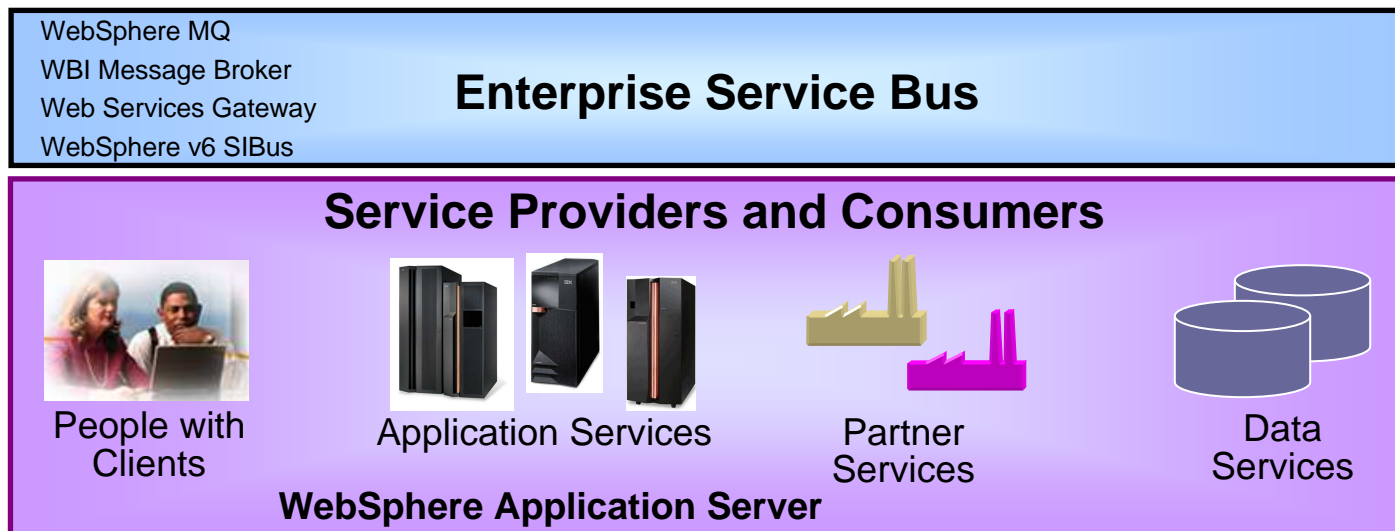 WebSphere MQ
WBI Message Broker
Web Services Gateway
WebSphere v6 SIBus
Enterprise Service Bus
Service Providers and Consumers
People with
Clients
Application Services
Partner
Services
Data
Services
WebSphere Application Server